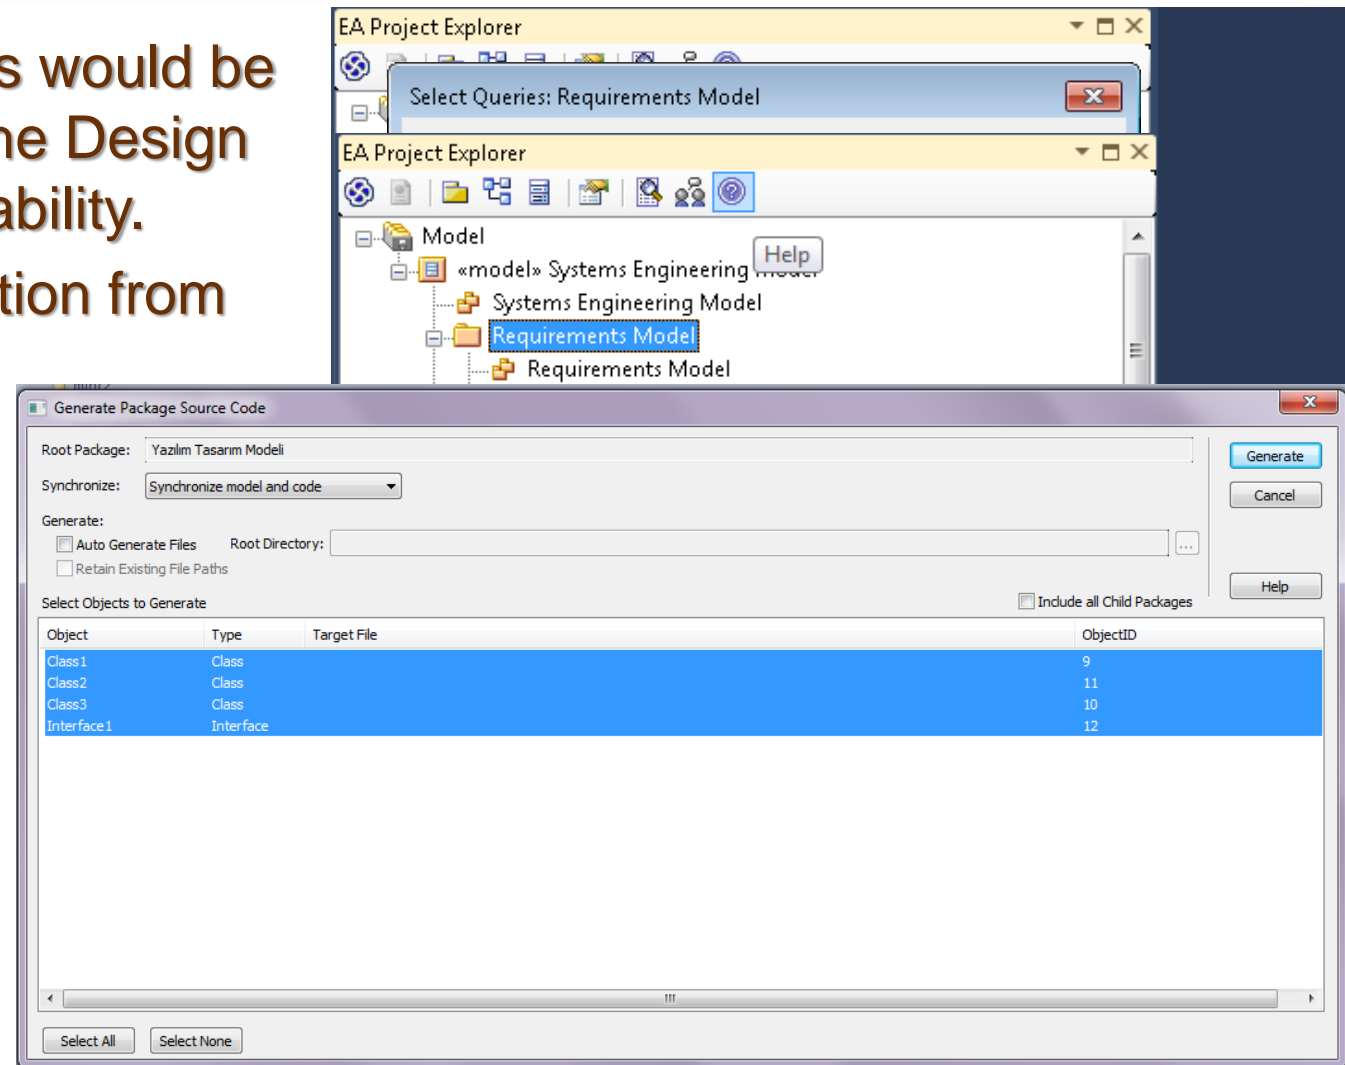 s would be
ne Design
ability.
tion from
EA Project Explorer
Select Queries: Requirements Model
EA Project Explorer
Model
Help
«model» Systems Engineering Model
Systems Engineering Model
Requirements Model
Requirements Model
Generate Package Source Code
Root Package: Yazılım Tasarım Modeli
Generate
Synchronize: Synchronize model and code
Cancel
Generate:
Auto Generate Files Root Directory: ...
Retain Existing File Paths
Help
Select Objects to Generate Include all Child Packages
Object Type Target File ObjectID
Class1 Class 9
Class2 Class 11
Class3 Class 10
Interface1 Interface 12
Select All Select None